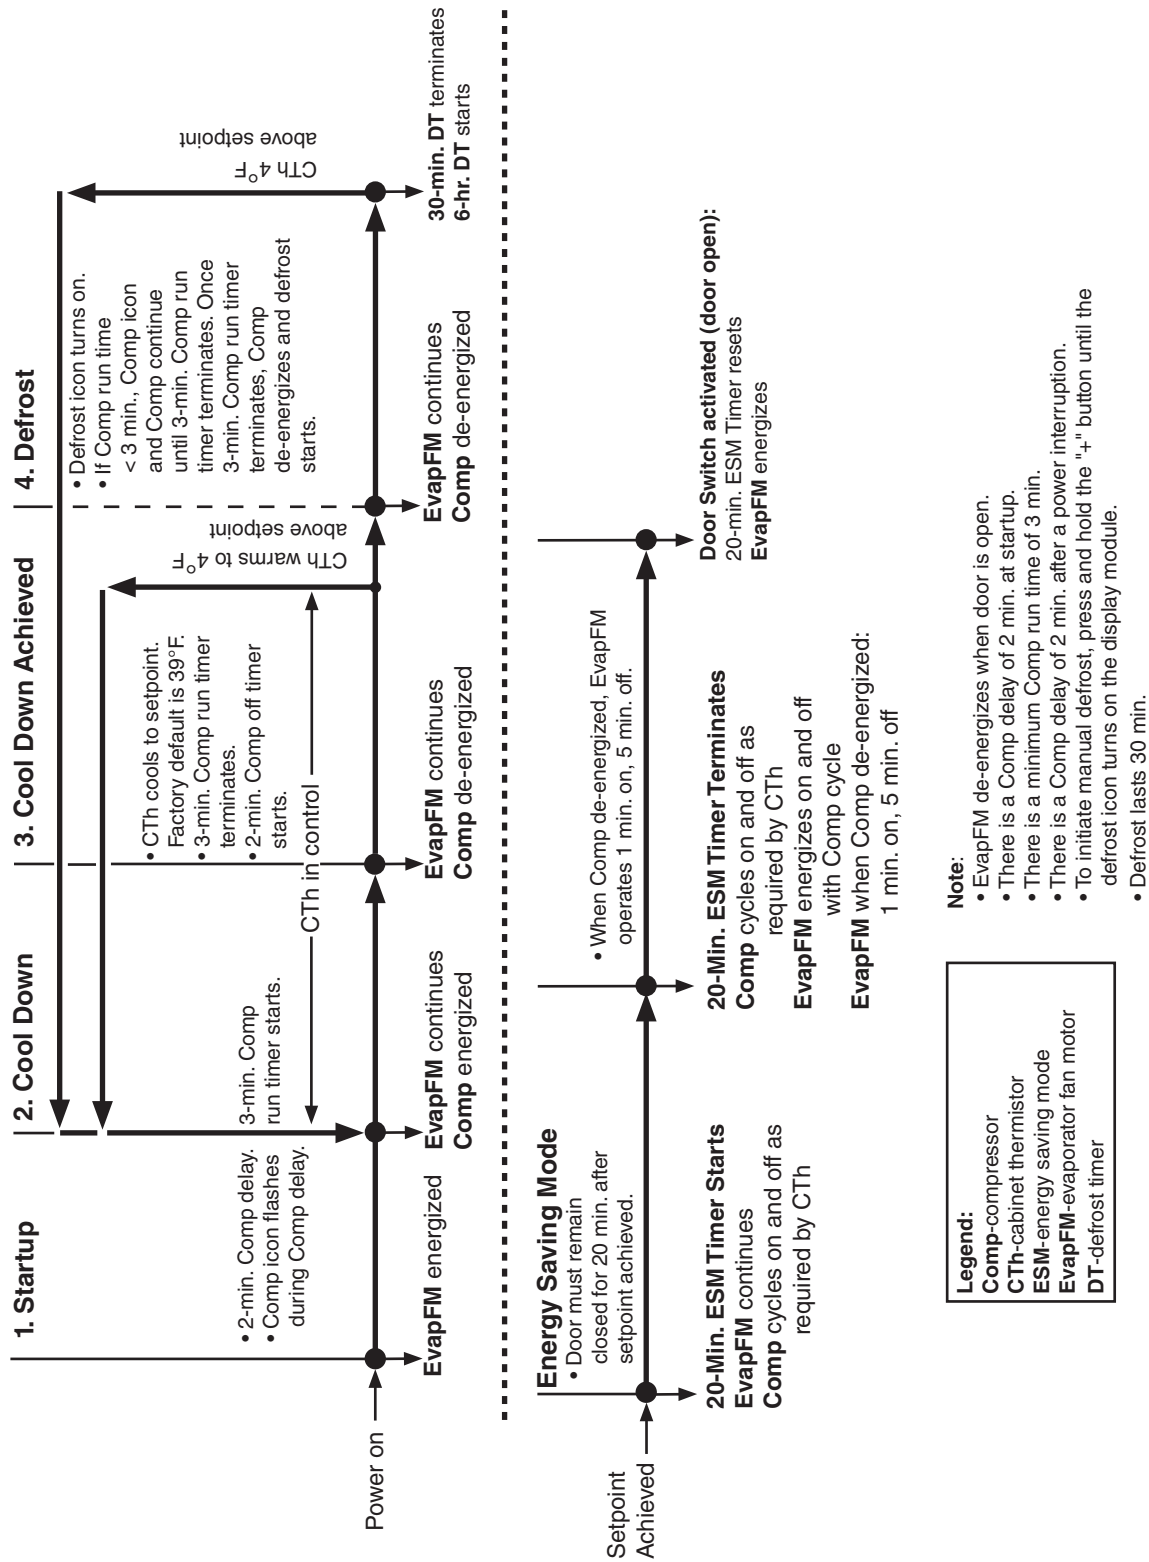 1. Startup
2. Cool Down
3. Cool Down Achieved
4. Defrost
• 2-min. Comp delay.
• Comp icon flashes
during Comp delay.
3-min. Comp
run timer starts.
• CTh cools to setpoint.
Factory default is 39°F.
• 3-min. Comp run timer
terminates.
• 2-min. Comp off timer
starts.
CTh in control
CTh warms to 4°F
above setpoint
• Defrost icon turns on.
• If Comp run time
< 3 min., Comp icon
and Comp continue
until 3-min. Comp run
timer terminates. Once
3-min. Comp run timer
terminates, Comp
de-energizes and defrost
starts.
CTh 4°F
above setpoint
Power on
EvapFM energized
EvapFM continues
Comp energized
EvapFM continues
Comp de-energized
EvapFM continues
Comp de-energized
30-min. DT terminates
6-hr. DT starts
Energy Saving Mode
• Door must remain
closed for 20 min. after
setpoint achieved.
• When Comp de-energized, EvapFM
operates 1 min. on, 5 min. off.
Setpoint
Achieved
20-Min. ESM Timer Starts
EvapFM continues
Comp cycles on and off as
required by CTh
20-Min. ESM Timer Terminates
Comp cycles on and off as
required by CTh
EvapFM energizes on and off
with Comp cycle
EvapFM when Comp de-energized:
1 min. on, 5 min. off
Door Switch activated (door open):
20-min. ESM Timer resets
EvapFM energizes
Legend:
Comp-compressor
CTh-cabinet thermistor
ESM-energy saving mode
EvapFM-evaporator fan motor
DT-defrost timer
Note:
• EvapFM de-energizes when door is open.
• There is a Comp delay of 2 min. at startup.
• There is a minimum Comp run time of 3 min.
• There is a Comp delay of 2 min. after a power interruption.
• To initiate manual defrost, press and hold the "+" button until the
defrost icon turns on the display module.
• Defrost lasts 30 min.